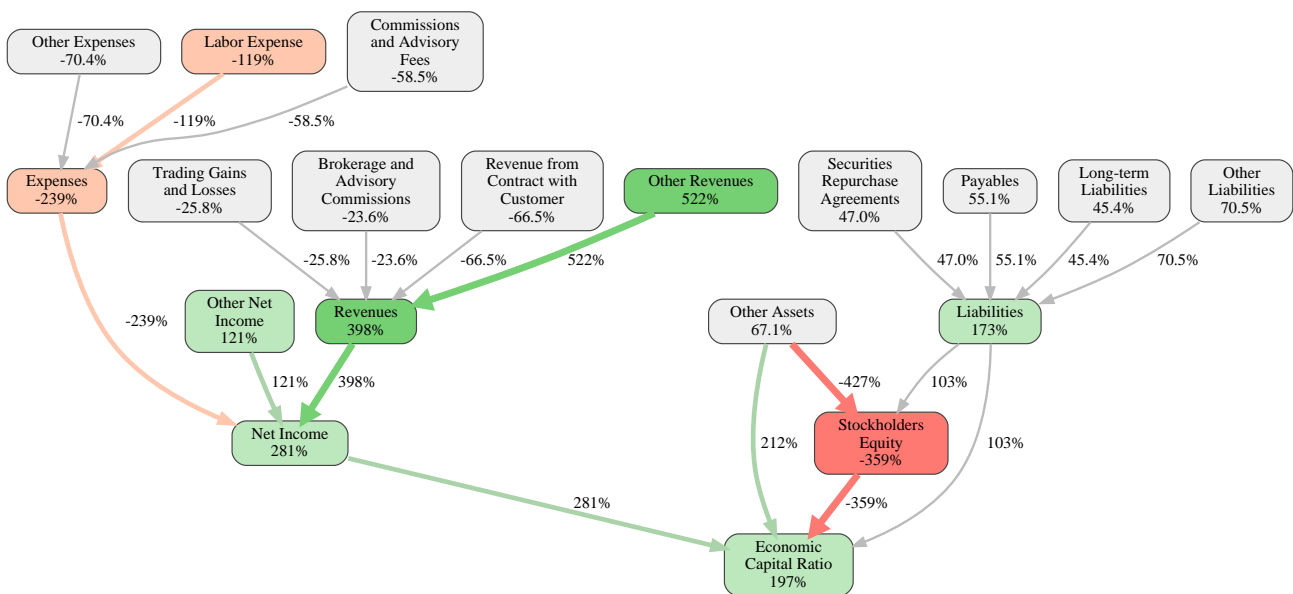 Other Expenses
-70.4%
Labor Expense
-119%
Commissions
and Advisory
Fees
-58.5%
-70.4%
-119%
-58.5%
Expenses
-239%
Trading Gains
and Losses
-25.8%
Brokerage and
Advisory
Commissions
-23.6%
Revenue from
Contract with
Customer
-66.5%
Other Revenues
522%
Securities
Repurchase
Agreements
47.0%
Payables
55.1%
Long-term
Liabilities
45.4%
Other
Liabilities
70.5%
-25.8%
-23.6%
-66.5%
522%
47.0%
55.1%
45.4%
70.5%
-239%
Other Net
Income
121%
Revenues
398%
Other Assets
67.1%
Liabilities
173%
121%
398%
-427%
103%
Net Income
281%
212%
Stockholders
Equity
-359%
103%
281%
-359%
Economic
Capital Ratio
197%